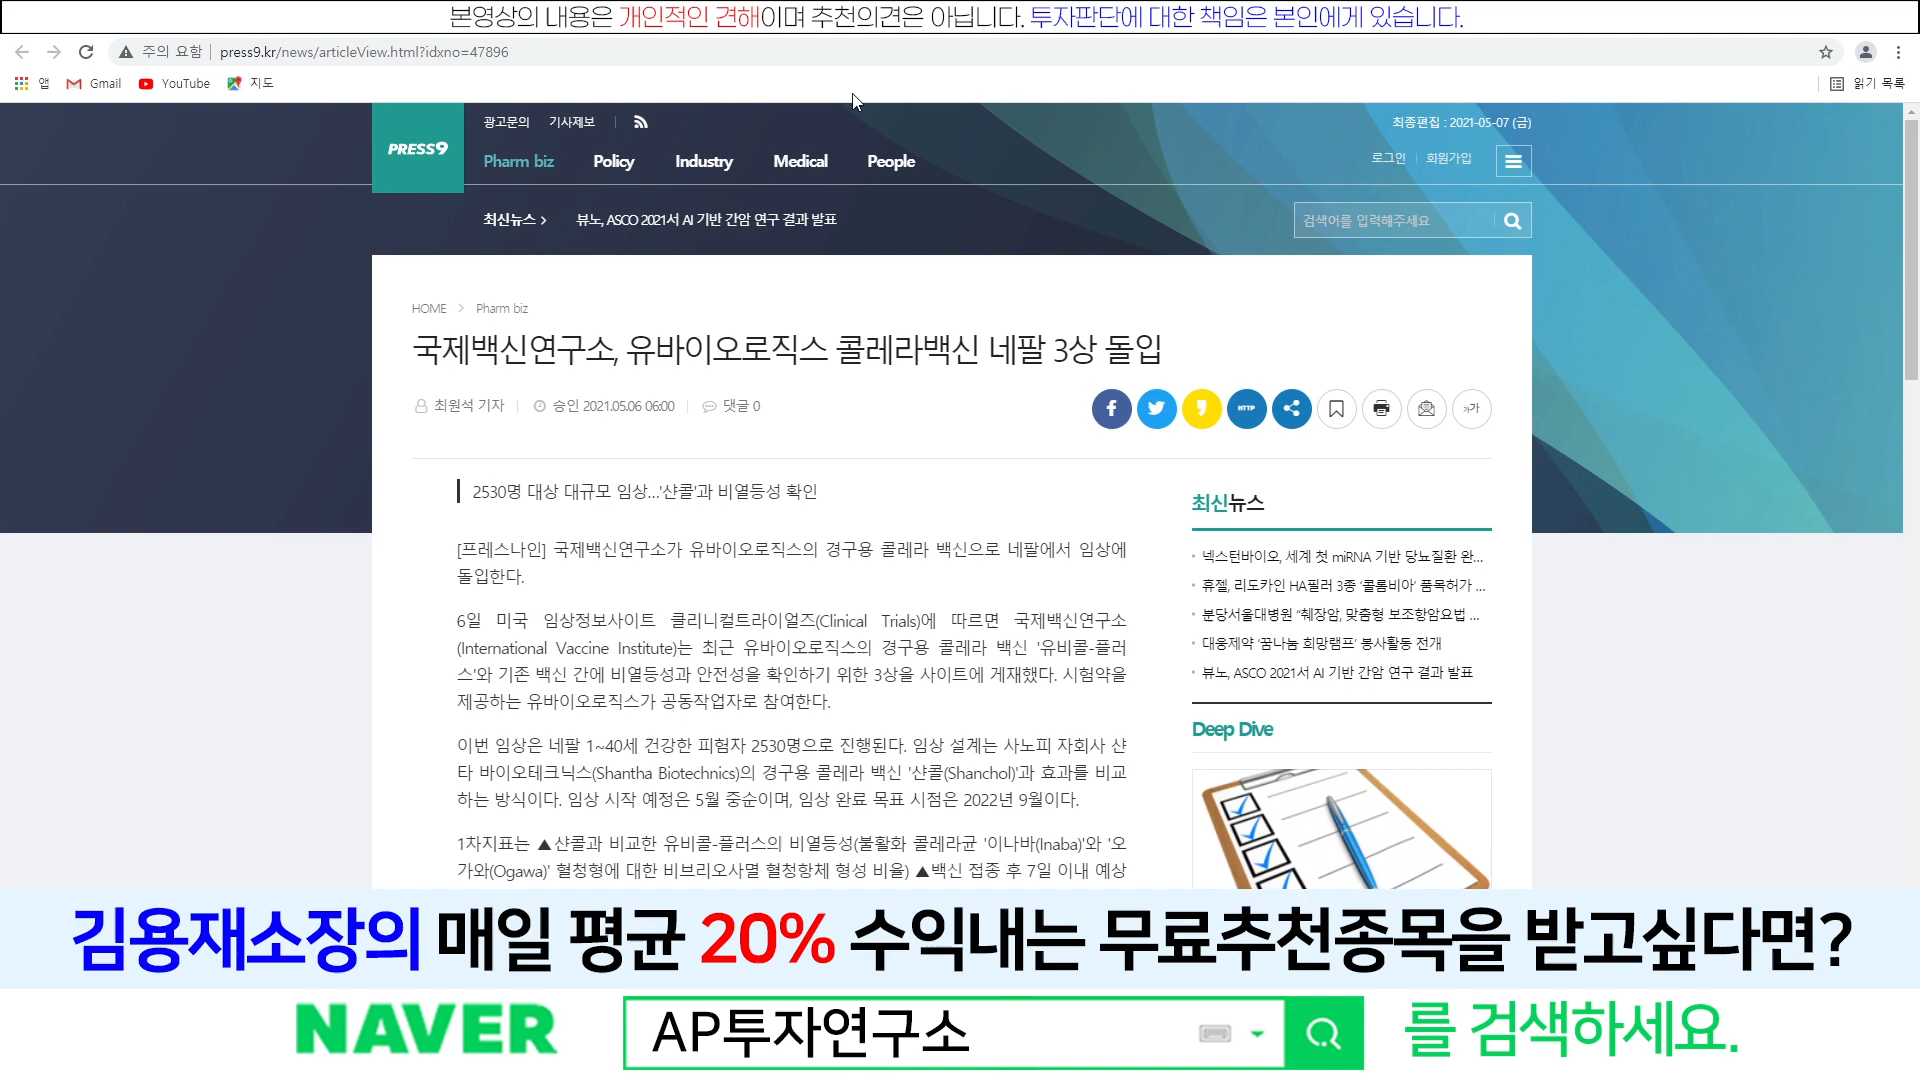 본영상의 내용은 개인적인 견해이며 추천의견은 아닙니다. 투자판단에 대한 책임은 본인에게 있습니다.
주의 요함 press9.kr/news/articleView.html?idxno=47896
앱 Gmail YouTube 지도 읽기 목록
광고문의 기사제보 최종편집 : 2021-05-07 (금)
PRESS9
Pharm biz Policy Industry Medical People 로그인 회원가입
최신뉴스 뷰노, ASCO 2021서 AI 기반 간암 연구 결과 발표 검색어를 입력해주세요
HOME Pharm biz
국제백신연구소, 유바이오로직스 콜레라백신 네팔 3상 돌입
최원석 기자 승인 2021.05.06 06:00 댓글 0
HTTP 가가
2530명 대상 대규모 임상…'샨콜'과 비열등성 확인
[프레스나인] 국제백신연구소가 유바이오로직스의 경구용 콜레라 백신으로 네팔에서 임상에
돌입한다.
6일 미국 임상정보사이트 클리니컬트라이얼즈(Clinical Trials)에 따르면 국제백신연구소
(International Vaccine Institute)는 최근 유바이오로직스의 경구용 콜레라 백신 '유비콜-플러
스'와 기존 백신 간에 비열등성과 안전성을 확인하기 위한 3상을 사이트에 게재했다. 시험약을
제공하는 유바이오로직스가 공동작업자로 참여한다.
이번 임상은 네팔 1~40세 건강한 피험자 2530명으로 진행된다. 임상 설계는 사노피 자회사 샨
타 바이오테크닉스(Shantha Biotechnics)의 경구용 콜레라 백신 '샨콜(Shanchol)'과 효과를 비교
하는 방식이다. 임상 시작 예정은 5월 중순이며, 임상 완료 목표 시점은 2022년 9월이다.
1차지표는 ▲샨콜과 비교한 유비콜-플러스의 비열등성(불활화 콜레라균 '이나바(Inaba)'와 '오
가와(Ogawa)' 혈청형에 대한 비브리오사멸 혈청항체 형성 비율) ▲백신 접종 후 7일 이내 예상
최신뉴스
넥스턴바이오, 세계 첫 miRNA 기반 당뇨질환 완...
휴젤, 리도카인 HA필러 3종 '콜롬비아' 품목허가 ...
분당서울대병원 "췌장암, 맞춤형 보조항암요법 ...
대웅제약 '꿈나눔 희망램프' 봉사활동 전개
뷰노, ASCO 2021서 AI 기반 간암 연구 결과 발표
Deep Dive
김용재소장의 매일 평균 20% 수익내는 무료추천종목을 받고싶다면?
NAVER AP투자연구소 를 검색하세요.